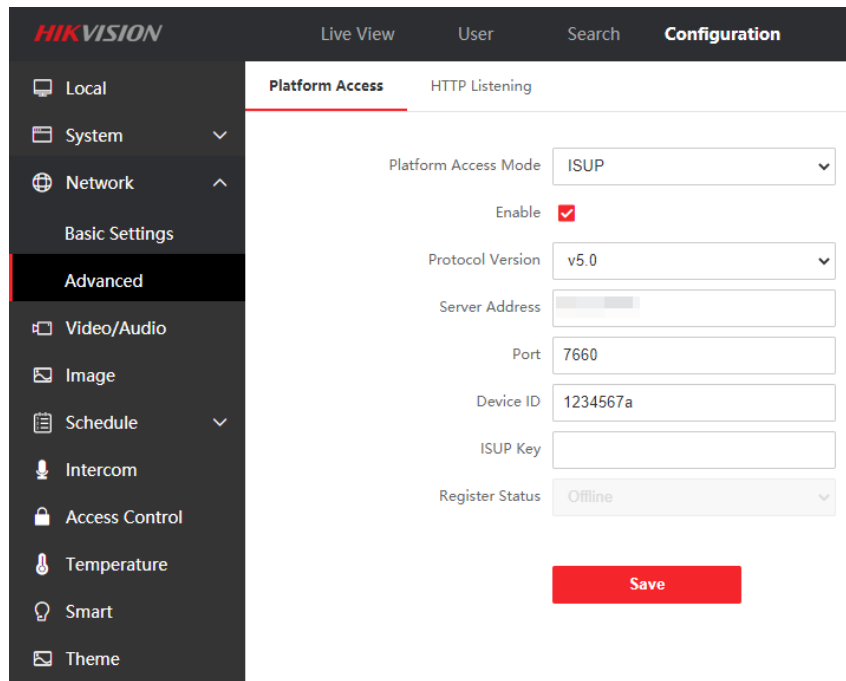 HIKVISION
Live View User Search Configuration
Local
System
Network
Basic Settings
Advanced
Video/Audio
Image
Schedule
Intercom
Access Control
Temperature
Smart
Theme
Platform Access HTTP Listening
Platform Access Mode ISUP
Enable
Protocol Version v5.0
Server Address
Port 7660
Device ID 1234567a
ISUP Key
Register Status Offline
Save